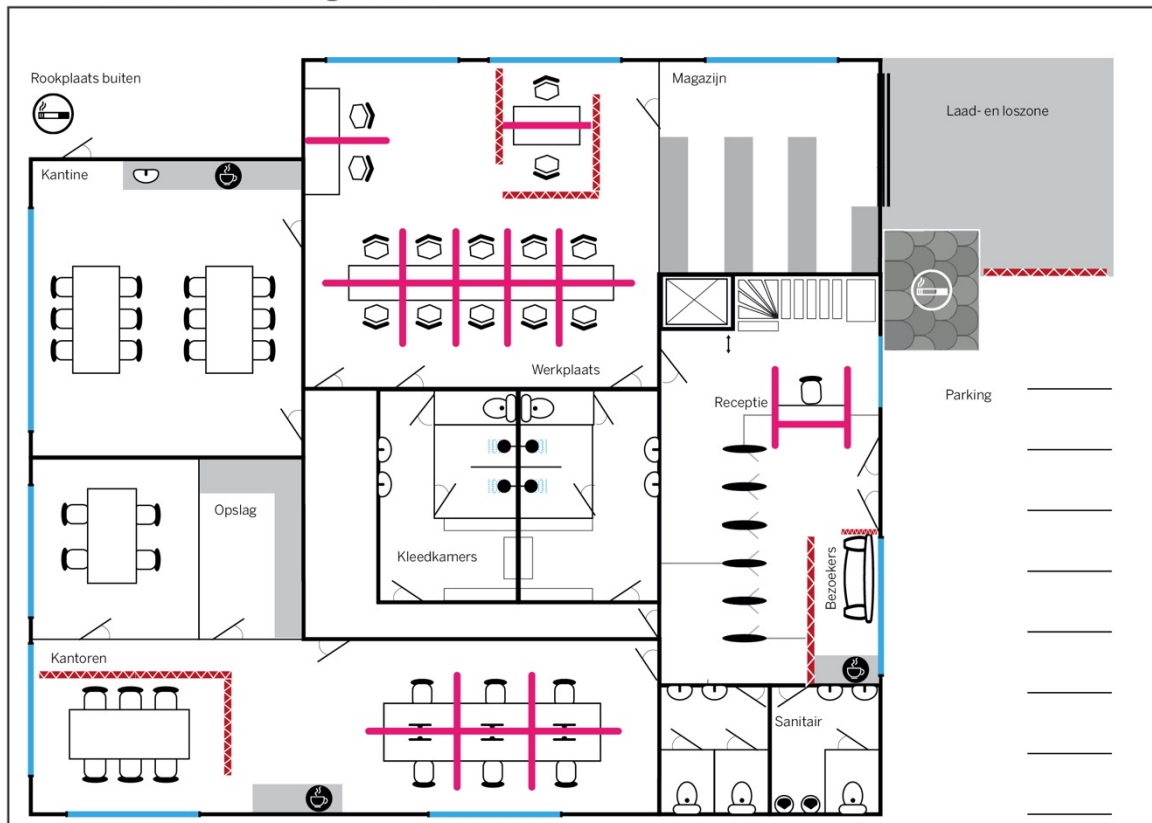 Rookplaats buiten
Magazijn
Laad- en loszone
Kantine
Werkplaats
Receptie
Parking
Opslag
Kleedkamers
Bezoekers
Kantoren
Sanitair